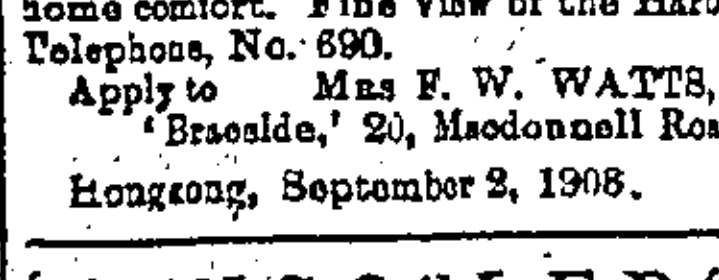 home comfort. Fine View of the Harb
Telephone, No. 690.
Apply to MRS F. W. WATTS,
'Braeside,' 20, Macdonnell Roa
Hongkong, September 2, 1908.